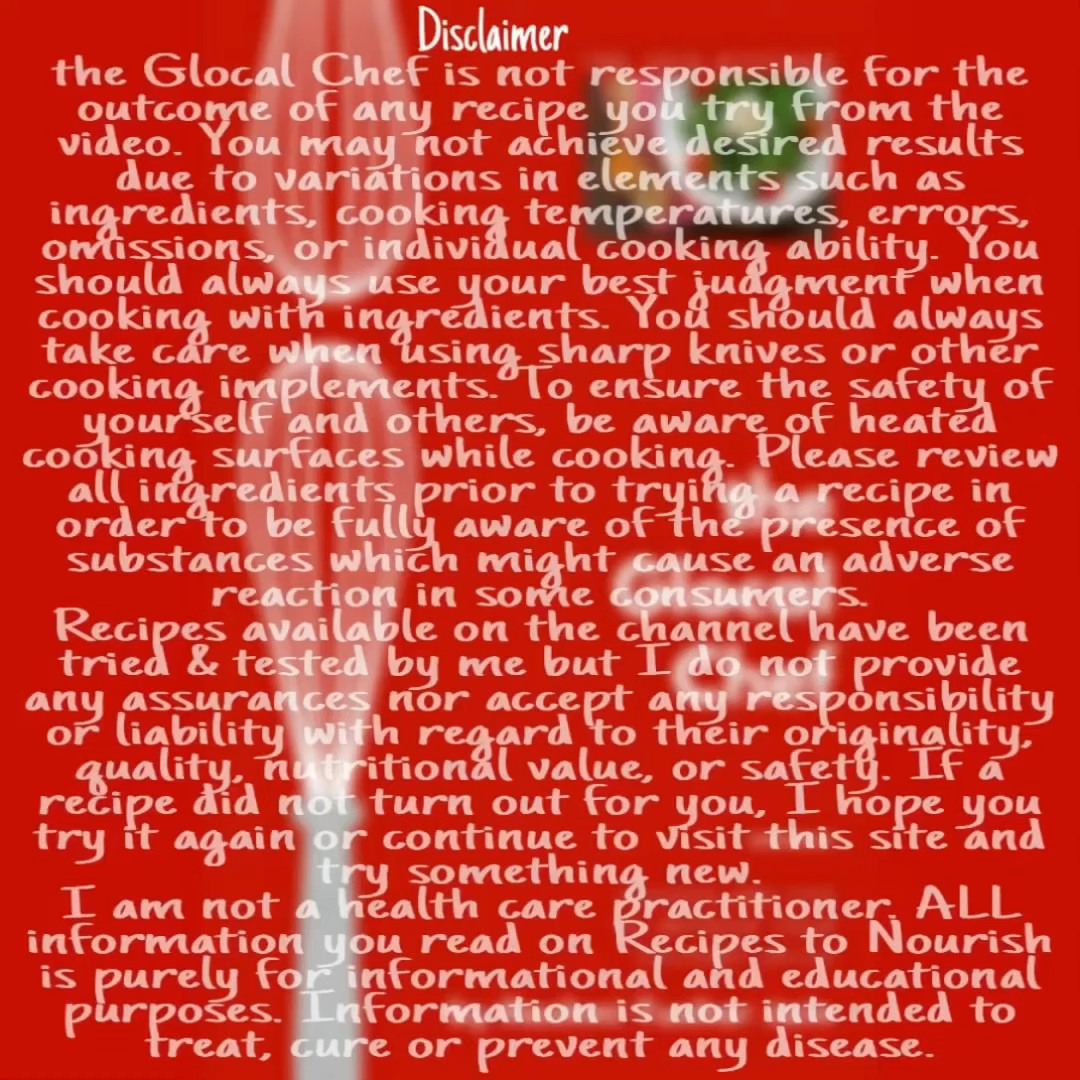 Disclaimer
the Glocal Chef is not responsible for the
outcome of any recipe you try from the
video. You may not achieve desired results
due to variations in elements such as
ingredients, cooking temperatures, errors,
omissions, or individual cooking ability. You
should always use your best judgment when
cooking with ingredients. You should always
take care when using sharp knives or other
cooking implements. To ensure the safety of
yourself and others, be aware of heated
cooking surfaces while cooking. Please review
all ingredients prior to trying a recipe in
order to be fully aware of the presence of
substances which might cause an adverse
reaction in some consumers.
Recipes available on the channel have been
tried & tested by me but I do not provide
any assurances nor accept any responsibility
or liability with regard to their originality,
quality, nutritional value, or safety. If a
recipe did not turn out for you, I hope you
try it again or continue to visit this site and
try something new.
I am not a health care practitioner. ALL
information you read on Recipes to Nourish
is purely for informational and educational
purposes. Information is not intended to
treat, cure or prevent any disease.